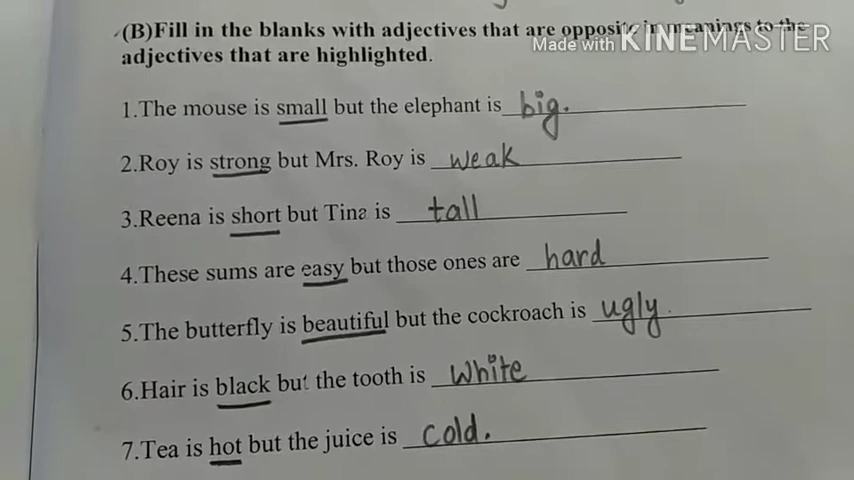 (B)Fill in the blanks with adjectives that are opposite in meanings to the
Made with KINEMASTER
adjectives that are highlighted.
1.The mouse is small but the elephant is big.
2.Roy is strong but Mrs. Roy is weak
3.Reena is short but Tina is tall
4.These sums are easy but those ones are hard
5.The butterfly is beautiful but the cockroach is ugly.
6.Hair is black but the tooth is white
7.Tea is hot but the juice is cold.